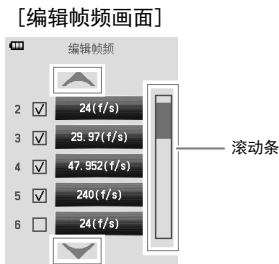 [编辑帧频画面]
编辑帧频
2 24(f/s)
3 29.97(f/s)
4 47.952(f/s)
5 240(f/s)
6 24(f/s)
滚动条